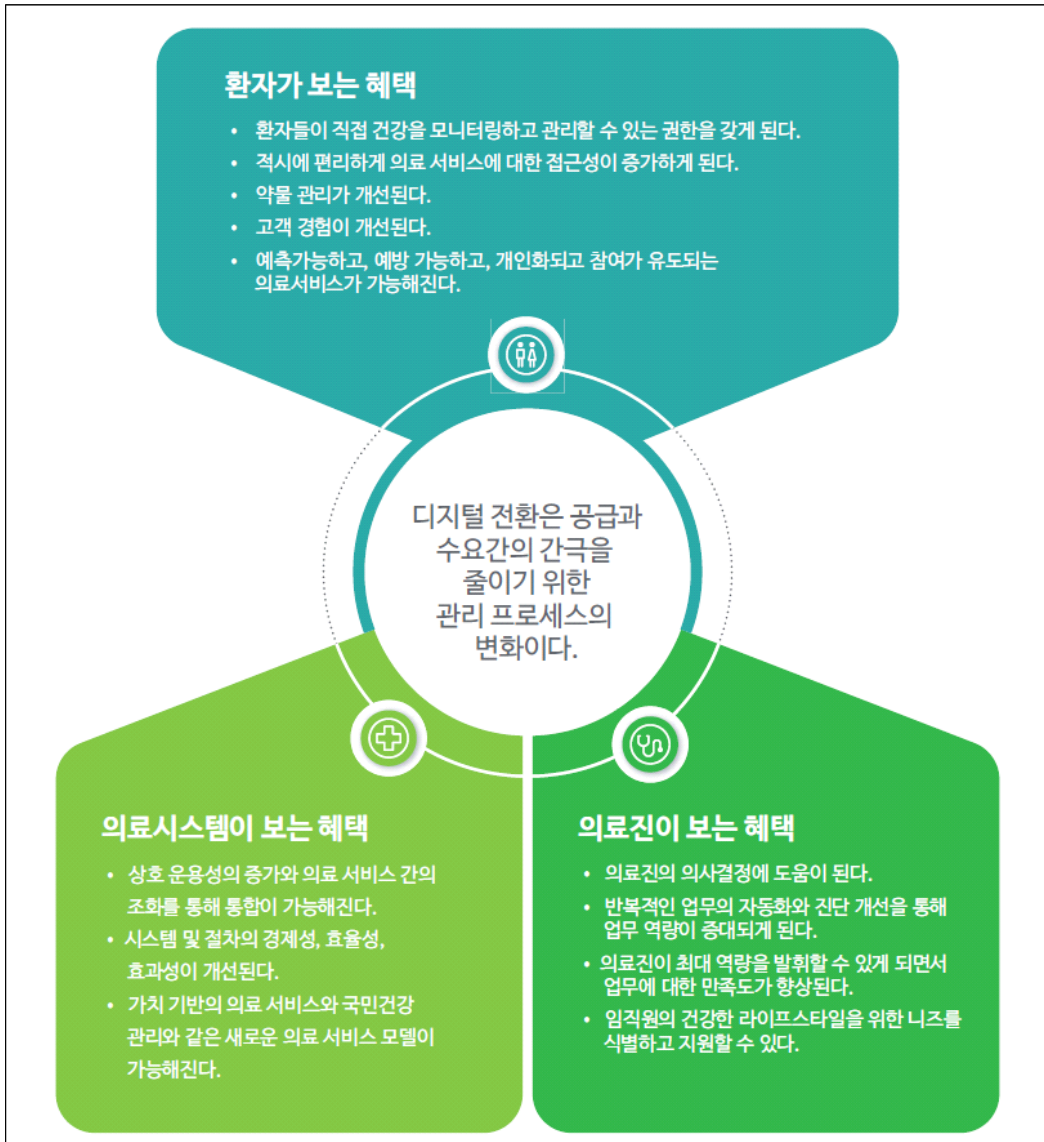 환자가 보는 혜택
• 환자들이 직접 건강을 모니터링하고 관리할 수 있는 권한을 갖게 된다.
• 적시에 편리하게 의료 서비스에 대한 접근성이 증가하게 된다.
• 약물 관리가 개선된다.
• 고객 경험이 개선된다.
• 예측가능하고, 예방 가능하고, 개인화되고 참여가 유도되는
의료서비스가 가능해진다.
디지털 전환은 공급과
수요간의 간극을
줄이기 위한
관리 프로세스의
변화이다.
의료시스템이 보는 혜택
• 상호 운용성의 증가와 의료 서비스 간의
조화를 통해 통합이 가능해진다.
• 시스템 및 절차의 경제성, 효율성,
효과성이 개선된다.
• 가치 기반의 의료 서비스와 국민건강
관리와 같은 새로운 의료 서비스 모델이
가능해진다.
의료진이 보는 혜택
• 의료진의 의사결정에 도움이 된다.
• 반복적인 업무의 자동화와 진단 개선을 통해
업무 역량이 증대되게 된다.
• 의료진이 최대 역량을 발휘할 수 있게 되면서
업무에 대한 만족도가 향상된다.
• 임직원의 건강한 라이프스타일을 위한 니즈를
식별하고 지원할 수 있다.